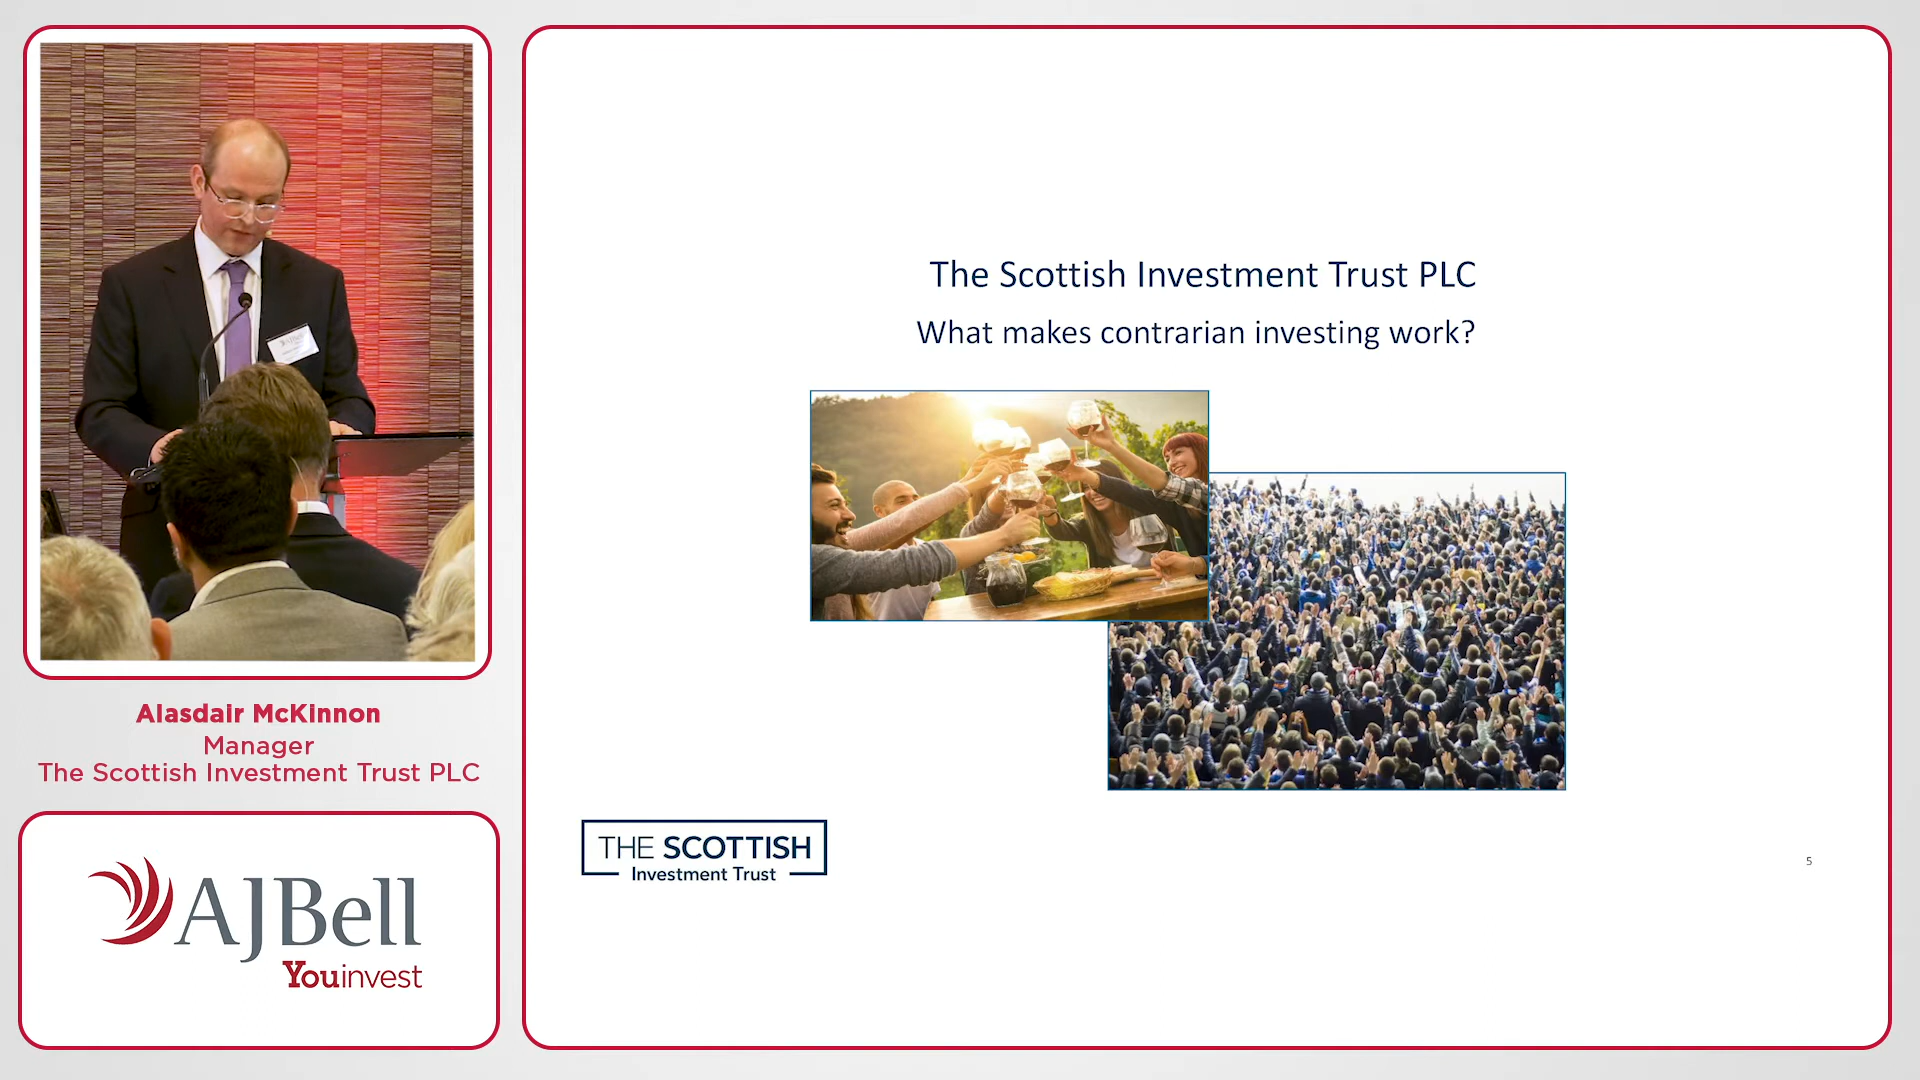 Alasdair McKinnon
Manager
The Scottish Investment Trust PLC
AJBell
Youinvest
The Scottish Investment Trust PLC
What makes contrarian investing work?
THE SCOTTISH
Investment Trust
5